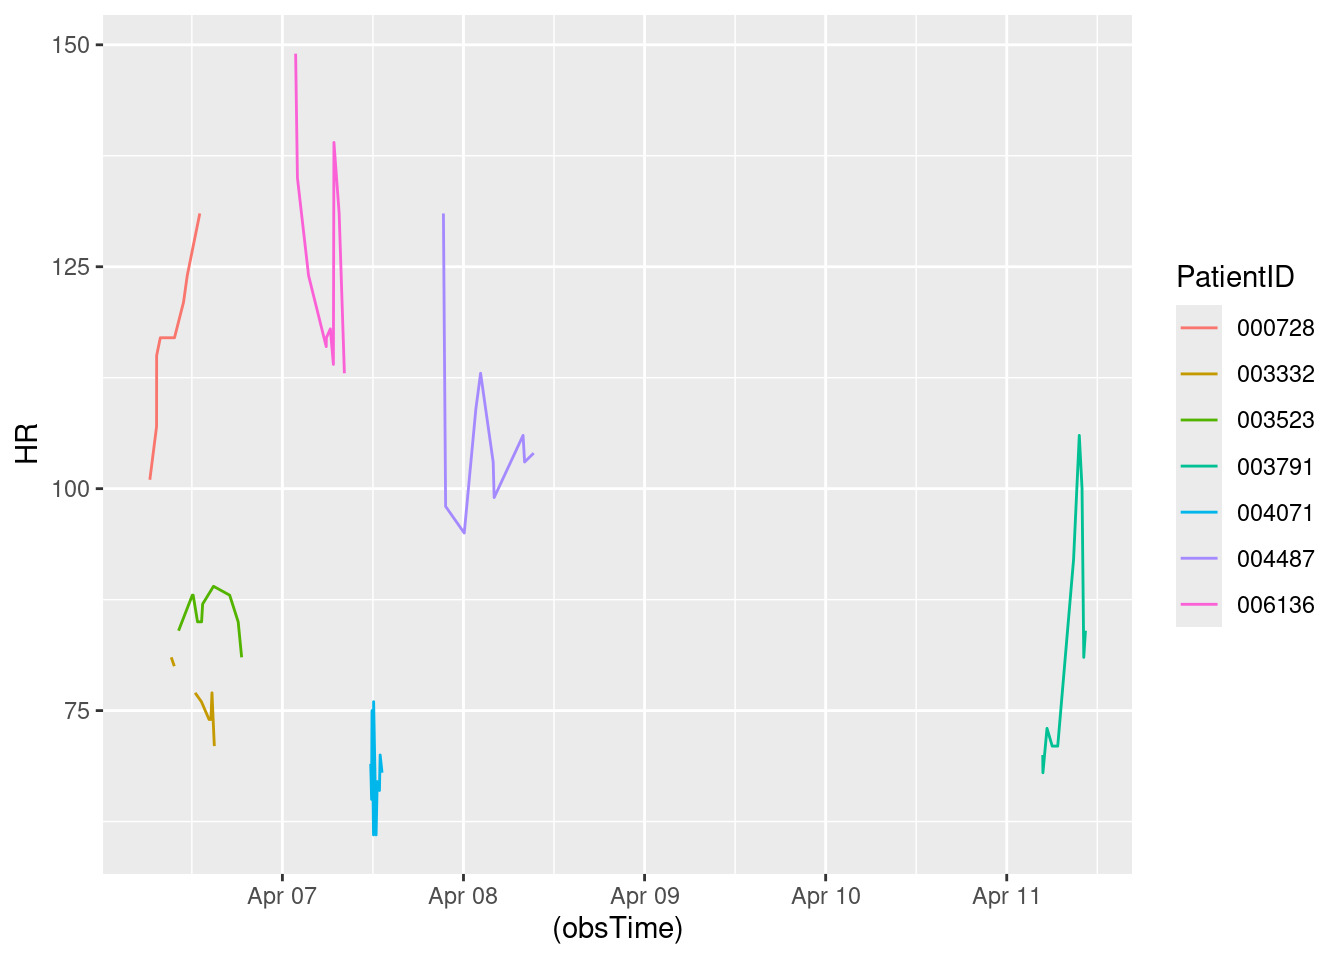 150
125
100
75
HR
Apr 07
Apr 08
Apr 09
Apr 10
Apr 11
(obsTime)
PatientID
000728
003332
003523
003791
004071
004487
006136